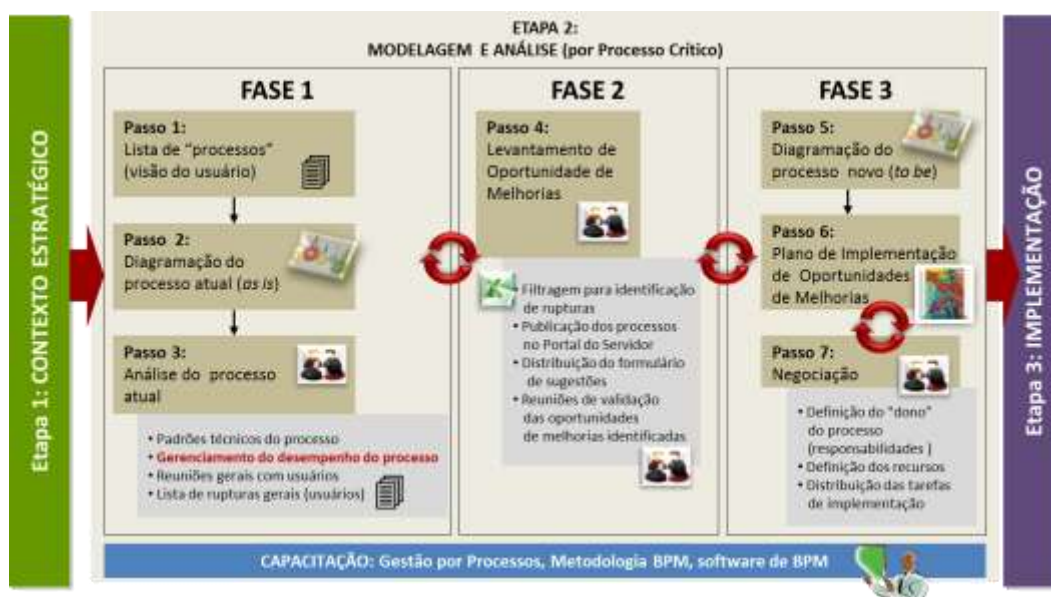 Etapa 1: CONTEXTO ESTRATÉGICO
ETAPA 2:
MODELAGEM E ANÁLISE (por Processo Crítico)
FASE 1
Passo 1:
Lista de “processos”
(visão do usuário)
Passo 2:
Diagramação do
processo atual (as is)
Passo 3:
Análise do processo
atual
• Padrões técnicos do processo
• Gerenciamento do desempenho do processo
• Reuniões gerais com usuários
• Lista de rupturas gerais (usuários)
FASE 2
Passo 4:
Levantamento de
Oportunidade de
Melhorias
Filtragem para identificação
de rupturas
• Publicação dos processos
no Portal do Servidor
• Distribuição do formulário
de sugestões
• Reuniões de validação
das oportunidades
de melhorias identificadas
FASE 3
Passo 5:
Diagramação do
processo novo (to be)
Passo 6:
Plano de Implementação
de Oportunidades
de Melhorias
Passo 7:
Negociação
• Definição do "dono"
do processo
(responsabilidades )
• Definição dos recursos
• Distribuição das tarefas
de implementação
Etapa 3: IMPLEMENTAÇÃO
CAPACITAÇÃO: Gestão por Processos, Metodologia BPM, software de BPM